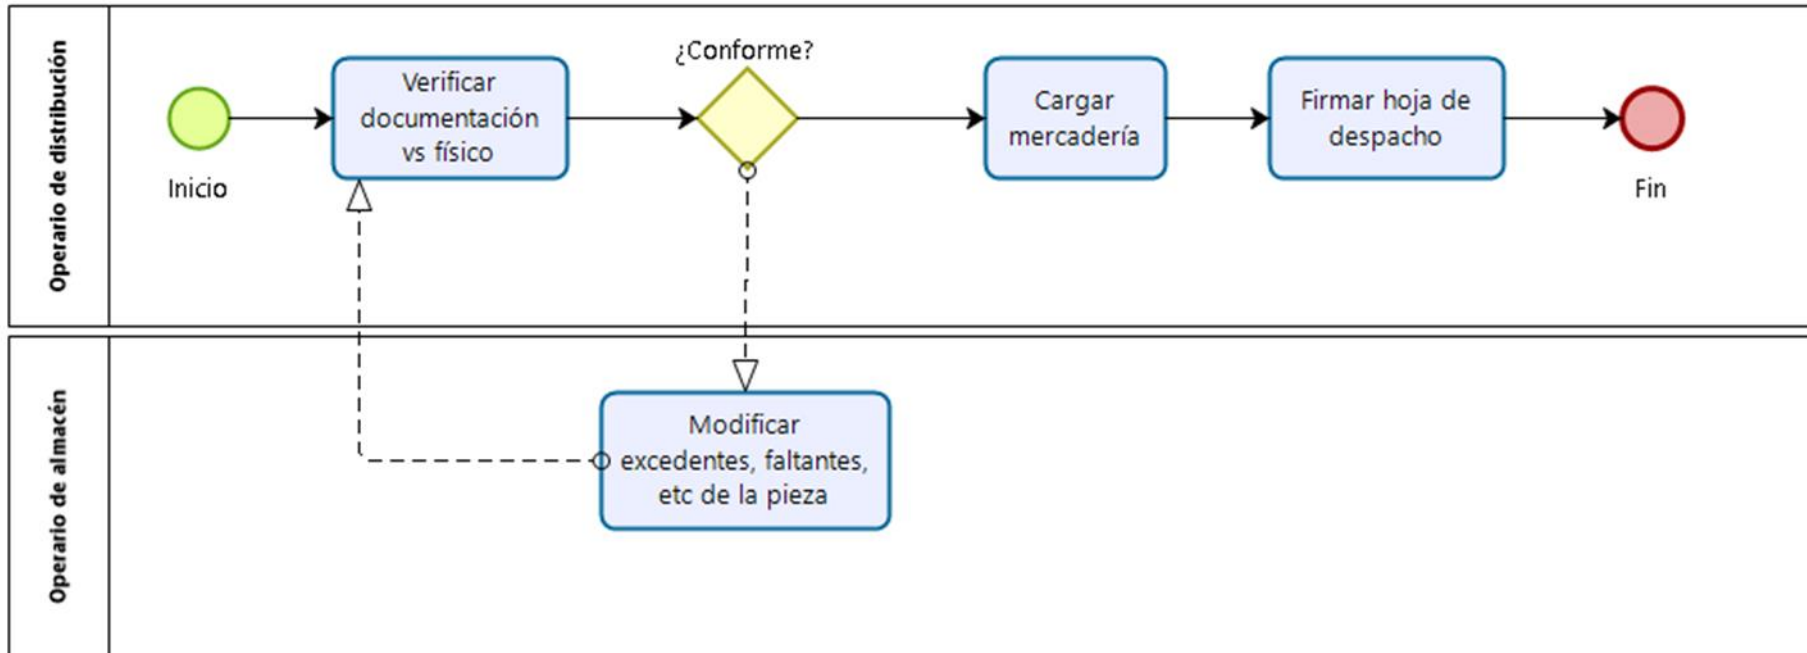 Operario de distribución
Inicio
Verificar
documentación
vs físico
¿Conforme?
Cargar
mercadería
Firmar hoja de
despacho
Fin
Operario de almacén
Modificar
excedentes, faltantes,
etc de la pieza